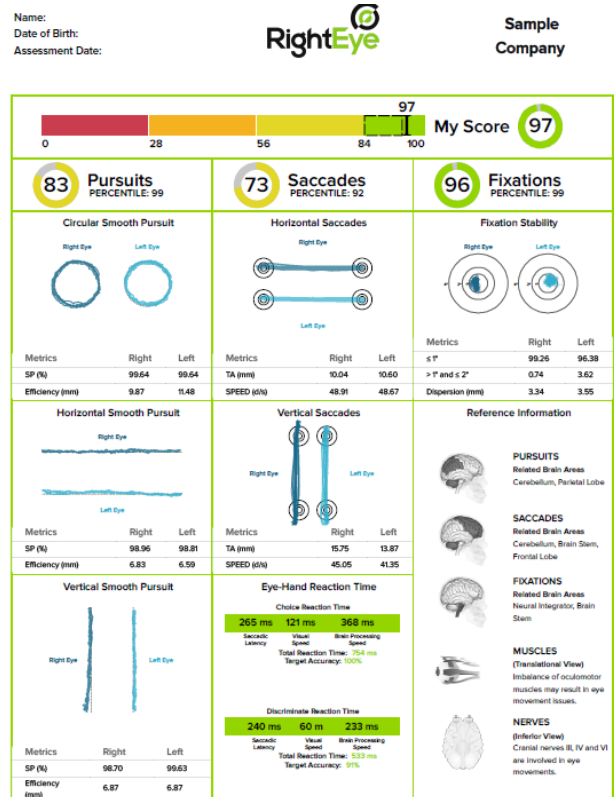 Name:
Date of Birth:
Assessment Date:
RightEye
Sample
Company
97
0 28 56 84 100
My Score 97
83 Pursuits
PERCENTILE: 99
73 Saccades
PERCENTILE: 92
96 Fixations
PERCENTILE: 99
Circular Smooth Pursuit
Right Eye Left Eye
Metrics Right Left
SP (%) 99.64 99.64
Efficiency (mm) 9.87 11.48
Horizontal Saccades
Right Eye
Left Eye
Metrics Right Left
TA (mm) 10.04 10.60
SPEED (d/s) 48.91 48.67
Fixation Stability
Right Eye Left Eye
Metrics Right Left
≤ 1° 99.26 96.38
> 1° and ≤ 2° 0.74 3.62
Dispersion (mm) 3.34 3.55
Horizontal Smooth Pursuit
Right Eye
Left Eye
Metrics Right Left
SP (%) 98.96 98.81
Efficiency (mm) 6.83 6.59
Vertical Saccades
Right Eye Left Eye
Metrics Right Left
TA (mm) 15.75 13.87
SPEED (d/s) 45.05 41.35
Vertical Smooth Pursuit
Right Eye Left Eye
Metrics Right Left
SP (%) 98.70 99.63
Efficiency
(mm) 6.87 6.87
Eye-Hand Reaction Time
Choice Reaction Time
265 ms 121 ms 368 ms
Saccadic Visual Brain Processing
Latency Speed Speed
Total Reaction Time: 754 ms
Target Accuracy: 100%
Discriminate Reaction Time
240 ms 60 m 233 ms
Saccadic Visual Brain Processing
Latency Speed Speed
Total Reaction Time: 533 ms
Target Accuracy: 91%
Reference Information
PURSUITS
Related Brain Areas
Cerebellum, Parietal Lobe
SACCADES
Related Brain Areas
Cerebellum, Brain Stem,
Frontal Lobe
FIXATIONS
Related Brain Areas
Neural Integrator, Brain
Stem
MUSCLES
(Translational View)
Imbalance of oculomotor
muscles may result in eye
movement issues.
NERVES
(Inferior View)
Cranial nerves III, IV and VI
are involved in eye
movements.